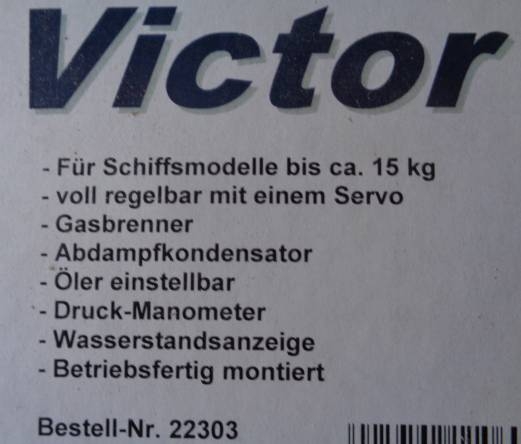 Victor
- Für Schiffsmodelle bis ca. 15 kg
- voll regelbar mit einem Servo
- Gasbrenner
- Abdampfkondensator
- Öler einstellbar
- Druck-Manometer
- Wasserstandsanzeige
- Betriebsfertig montiert
Bestell-Nr. 22303